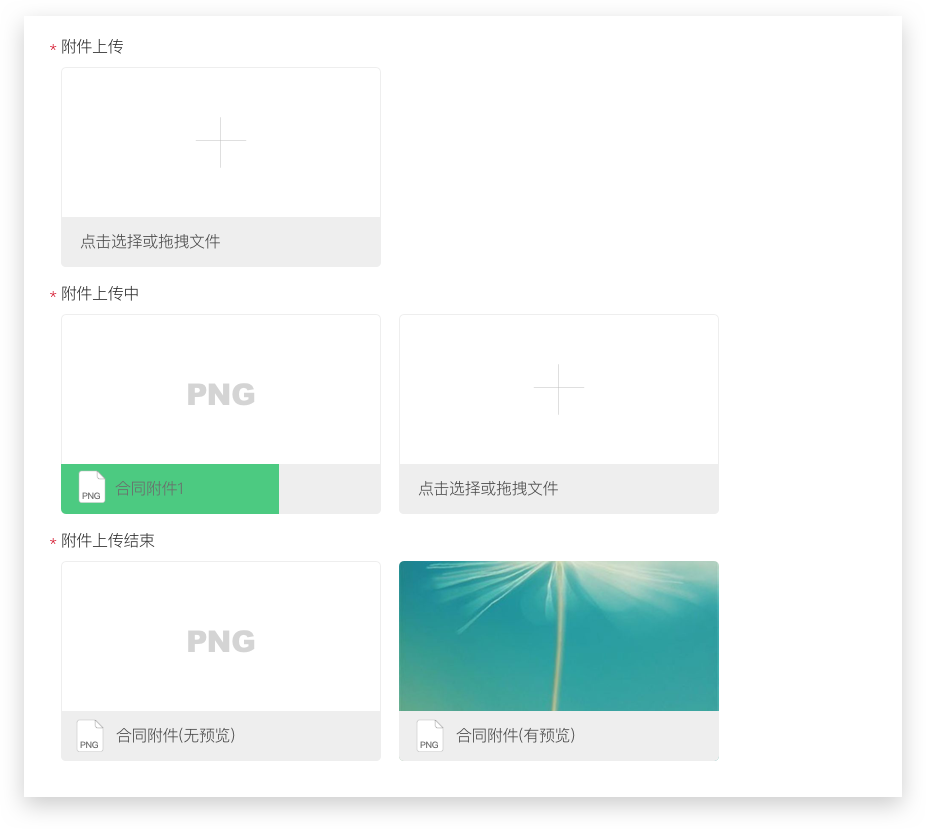 * 附件上传
点击选择或拖拽文件
* 附件上传中
PNG
PNG 合同附件1
点击选择或拖拽文件
* 附件上传结束
PNG
PNG 合同附件(无预览)
PNG 合同附件(有预览)